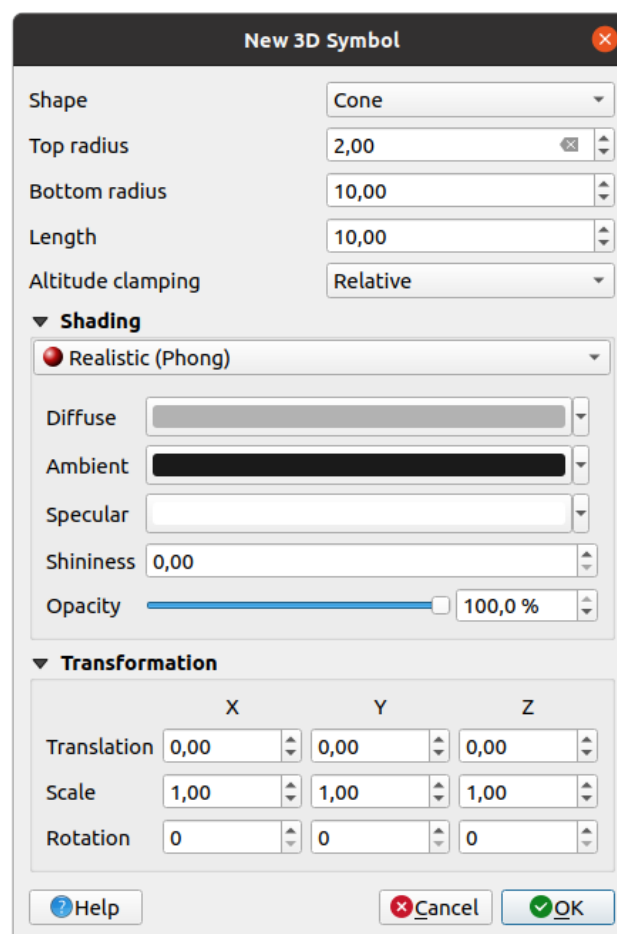 New 3D Symbol
Shape Cone
Top radius 2,00
Bottom radius 10,00
Length 10,00
Altitude clamping Relative
Shading
Realistic (Phong)
Diffuse
Ambient
Specular
Shininess 0,00
Opacity 100,0 %
Transformation
X Y Z
Translation 0,00 0,00 0,00
Scale 1,00 1,00 1,00
Rotation 0 0 0
Help Cancel OK